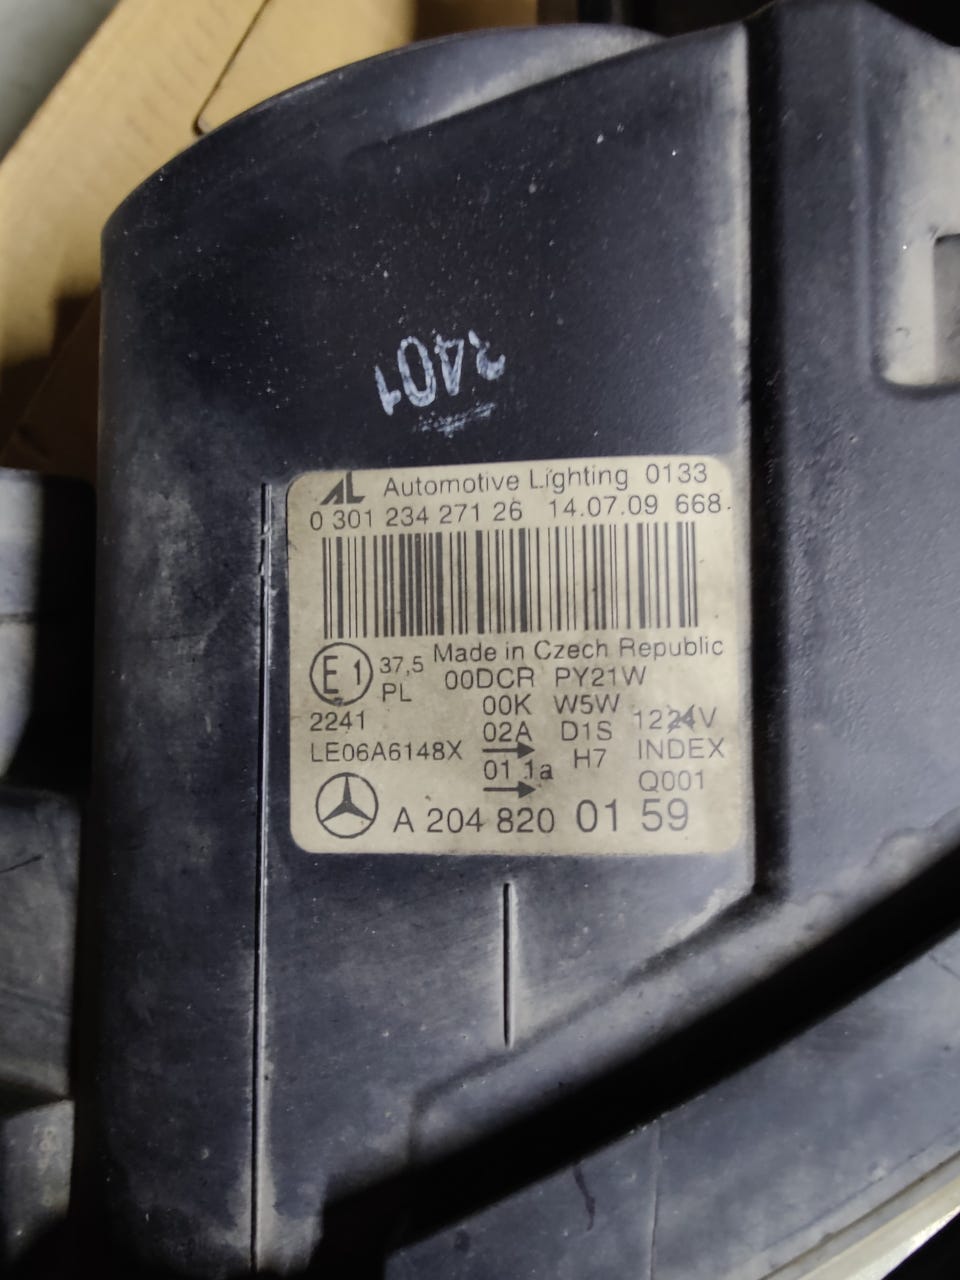 3401
AL Automotive Lighting 0133
0 301 234 271 26 14.07.09 668
E1 37,5 Made in Czech Republic
PL 00DCR PY21W
00K W5W
2241 02A D1S 1224V
LE06A6148X H7 INDEX
01 1a Q001
A 204 820 01 59